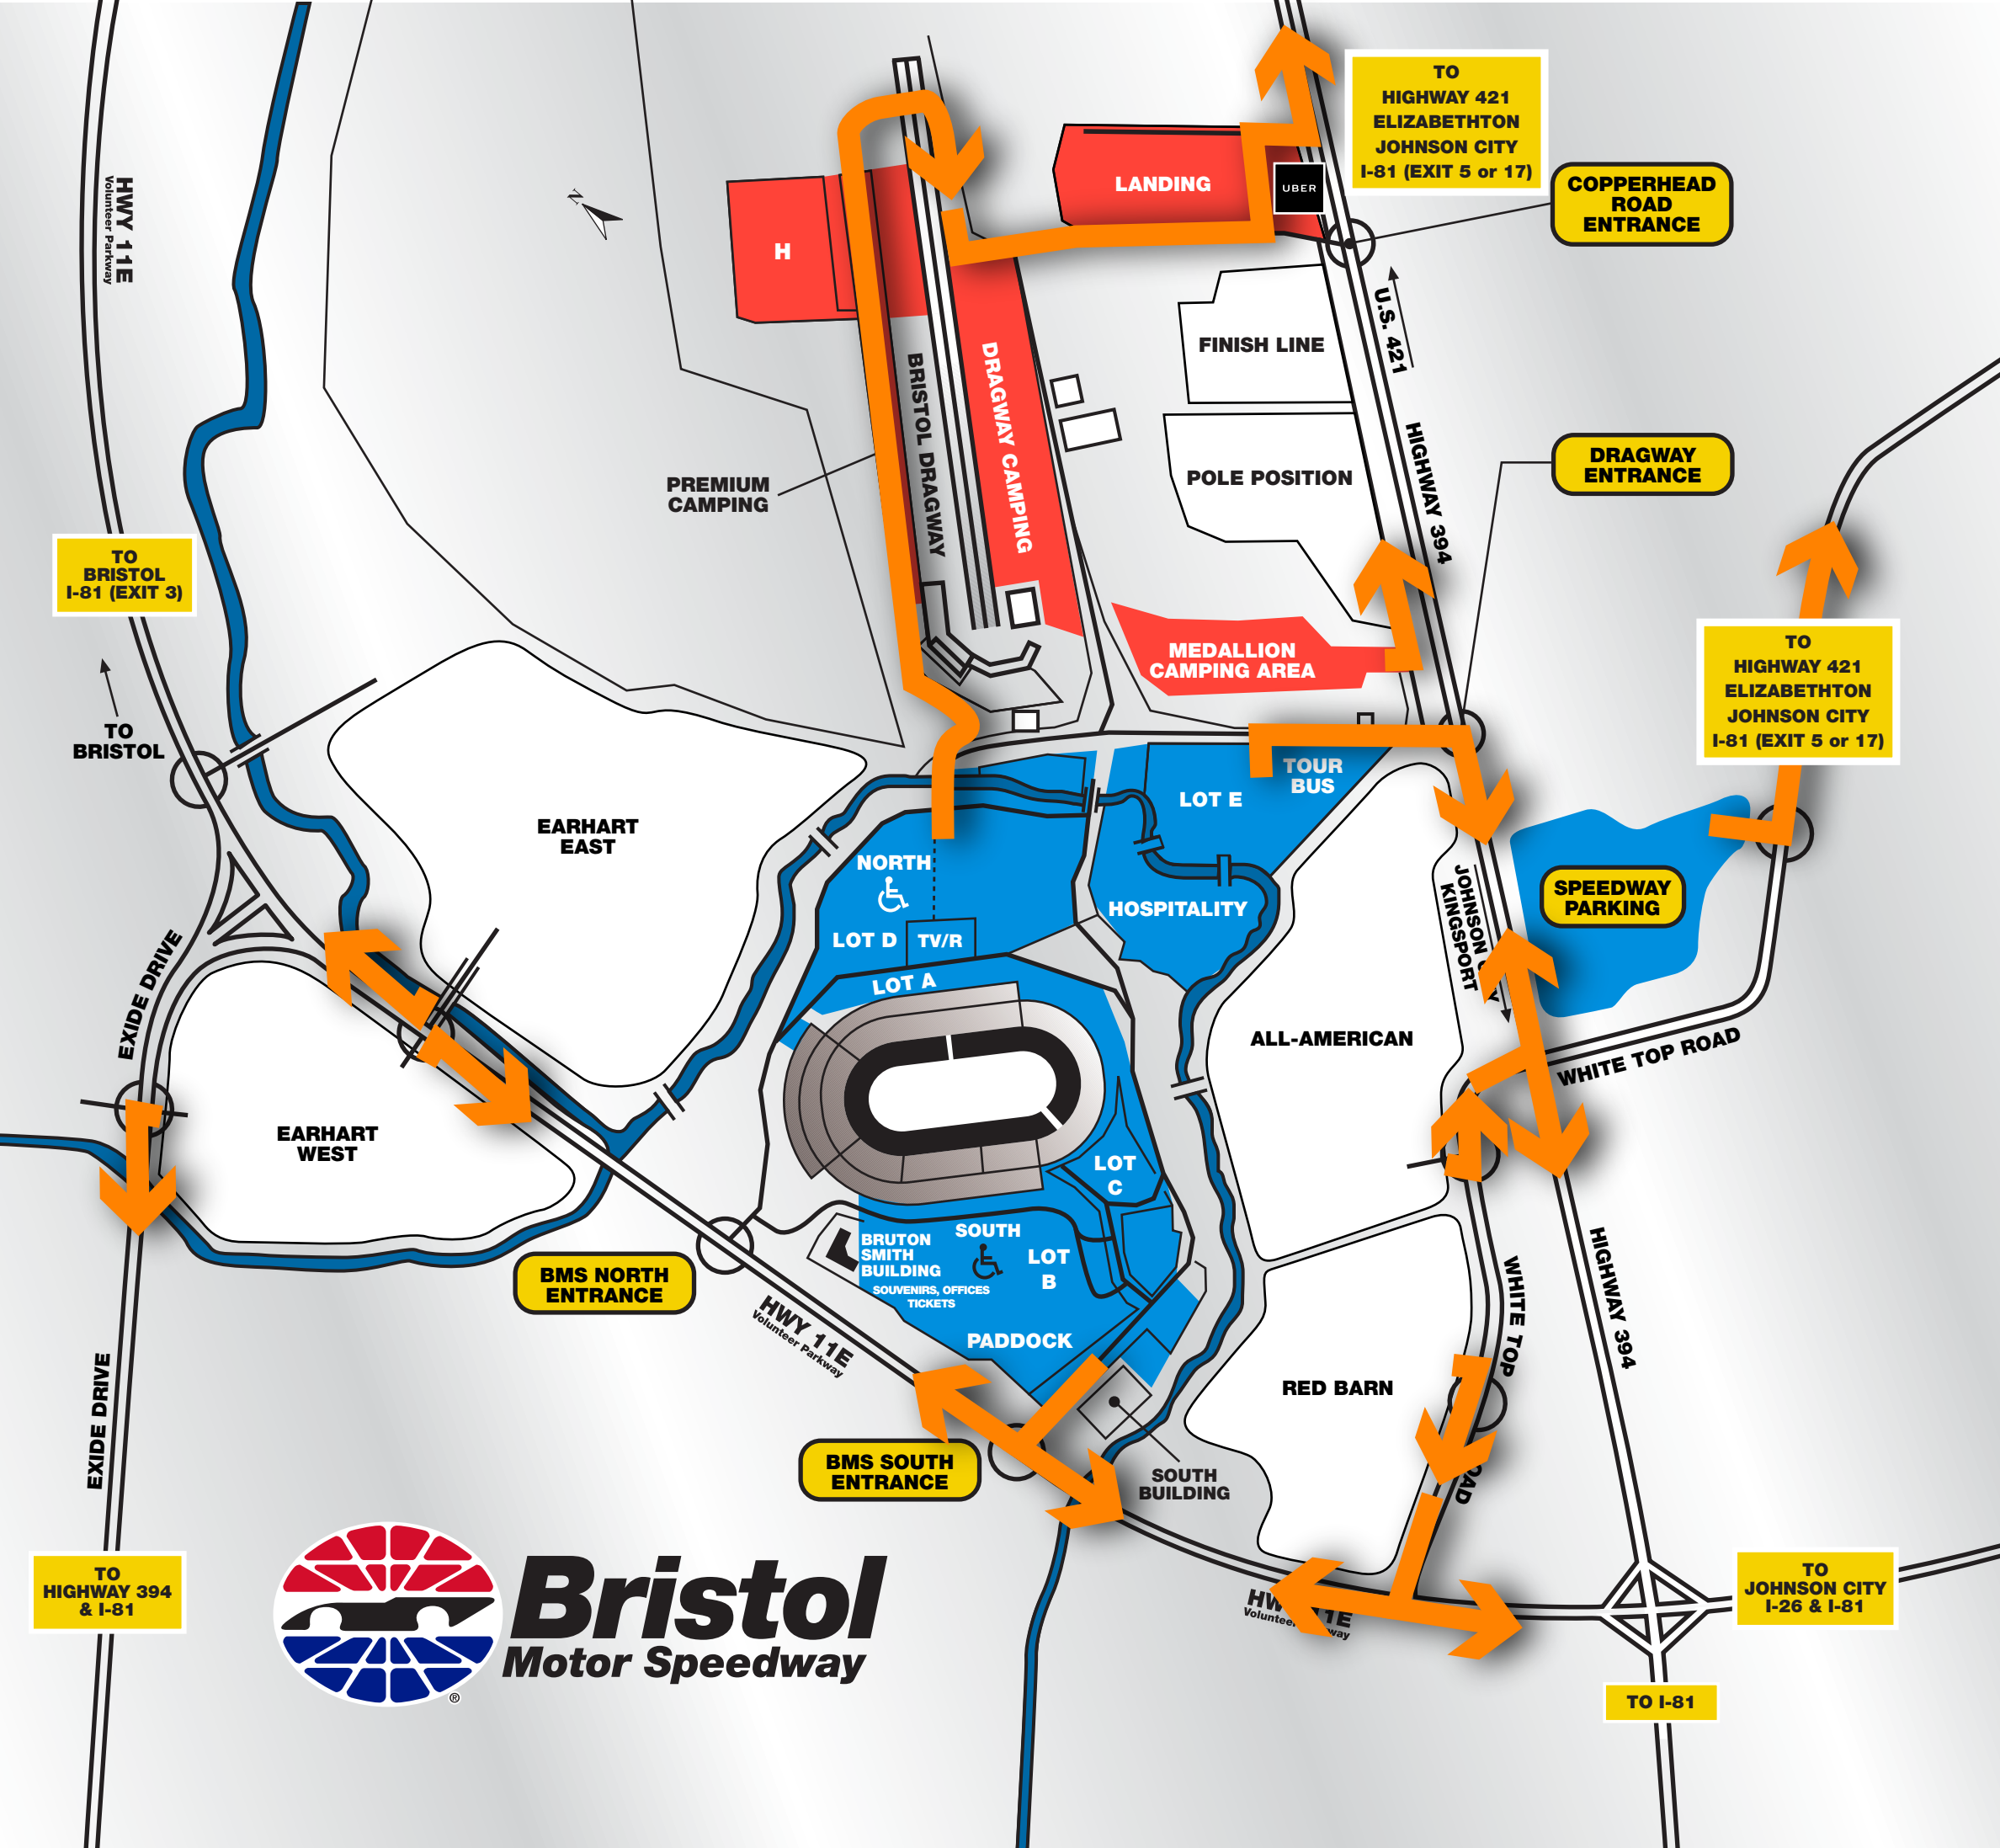 TO
HIGHWAY 421
ELIZABETHTON
JOHNSON CITY
I-81 (EXIT 5 or 17)
COPPERHEAD
ROAD
ENTRANCE
LANDING
UBER
HWY 11E
Volunteer Parkway
N
H
U.S. 421
FINISH LINE
BRISTOL DRAGWAY
DRAGWAY CAMPING
HIGHWAY 394
POLE POSITION
DRAGWAY
ENTRANCE
PREMIUM
CAMPING
TO
BRISTOL
I-81 (EXIT 3)
MEDALLION
CAMPING AREA
TO
HIGHWAY 421
ELIZABETHTON
JOHNSON CITY
I-81 (EXIT 5 or 17)
TO
BRISTOL
TOUR
BUS
LOT E
EARHART
EAST
NORTH
HOSPITALITY
SPEEDWAY
PARKING
JOHNSON
KINGSPORT
LOT D
TV/R
LOT A
EXIDE DRIVE
ALL-AMERICAN
WHITE TOP ROAD
EARHART
WEST
LOT
C
BRUTON
SMITH
BUILDING
SOUVENIRS, OFFICES
TICKETS
SOUTH
LOT
B
BMS NORTH
ENTRANCE
HWY 11E
Volunteer Parkway
PADDOCK
WHITE TOP
HIGHWAY 394
RED BARN
EXIDE DRIVE
BMS SOUTH
ENTRANCE
SOUTH
BUILDING
TO
HIGHWAY 394
& I-81
Bristol
Motor Speedway
®
TO
JOHNSON CITY
I-26 & I-81
TO I-81